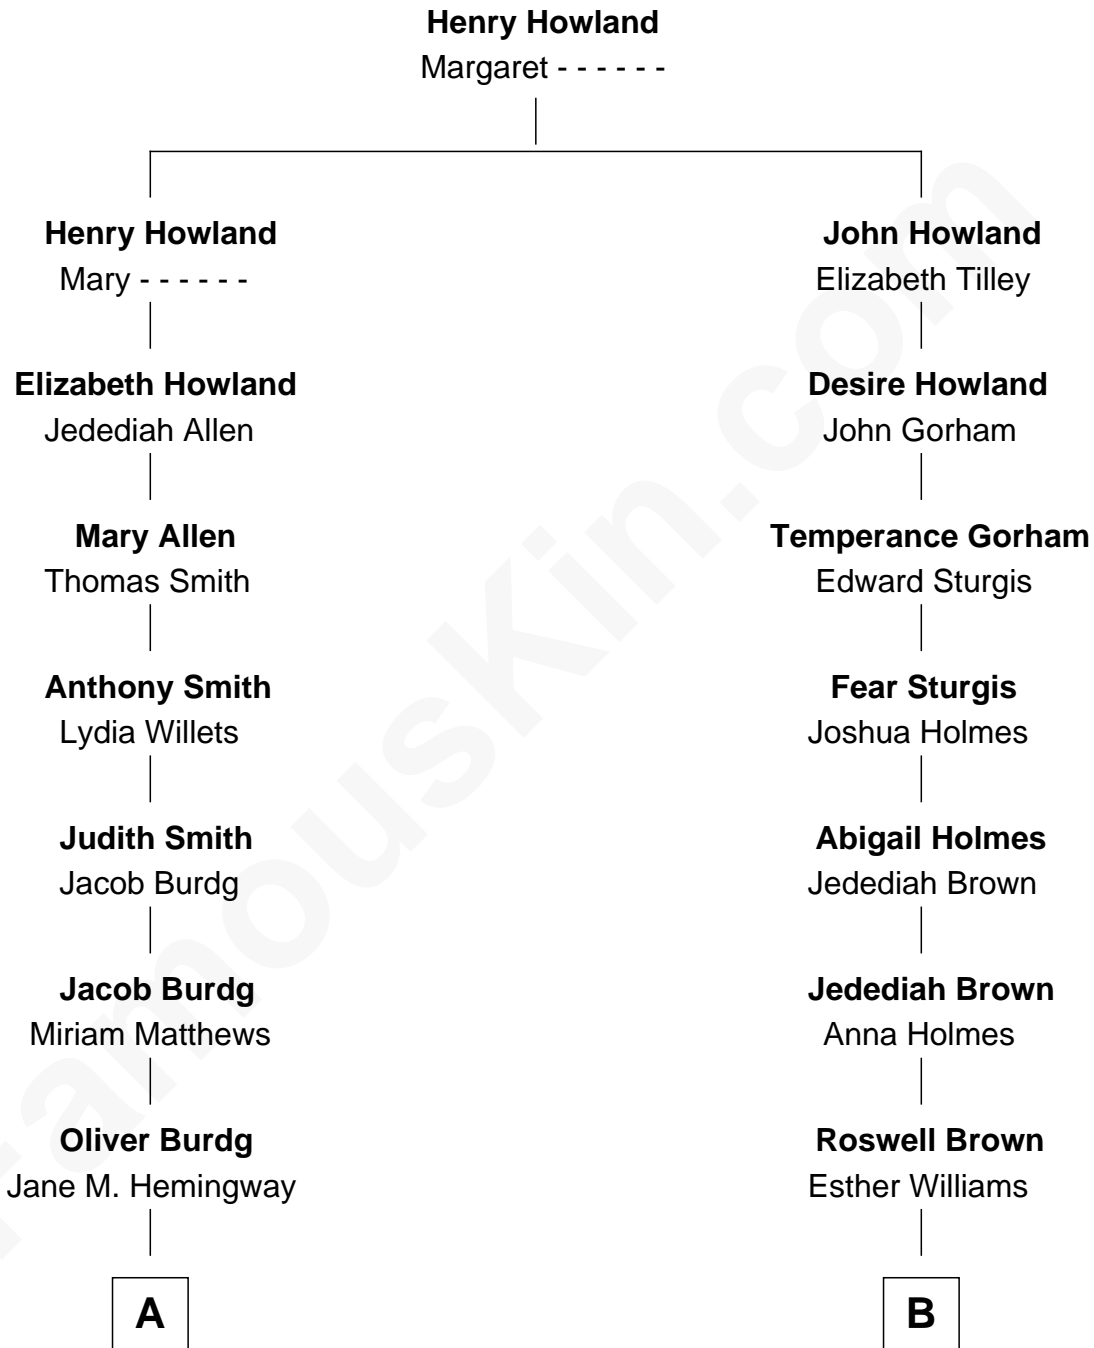 Henry Howland
Margaret - - - - - -
Henry Howland
Mary - - - - - -
Elizabeth Howland
Jedediah Allen
Mary Allen
Thomas Smith
Anthony Smith
Lydia Willets
Judith Smith
Jacob Burdg
Jacob Burdg
Miriam Matthews
Oliver Burdg
Jane M. Hemingway
A
John Howland
Elizabeth Tilley
Desire Howland
John Gorham
Temperance Gorham
Edward Sturgis
Fear Sturgis
Joshua Holmes
Abigail Holmes
Jedediah Brown
Jedediah Brown
Anna Holmes
Roswell Brown
Esther Williams
B
FamousKin.com